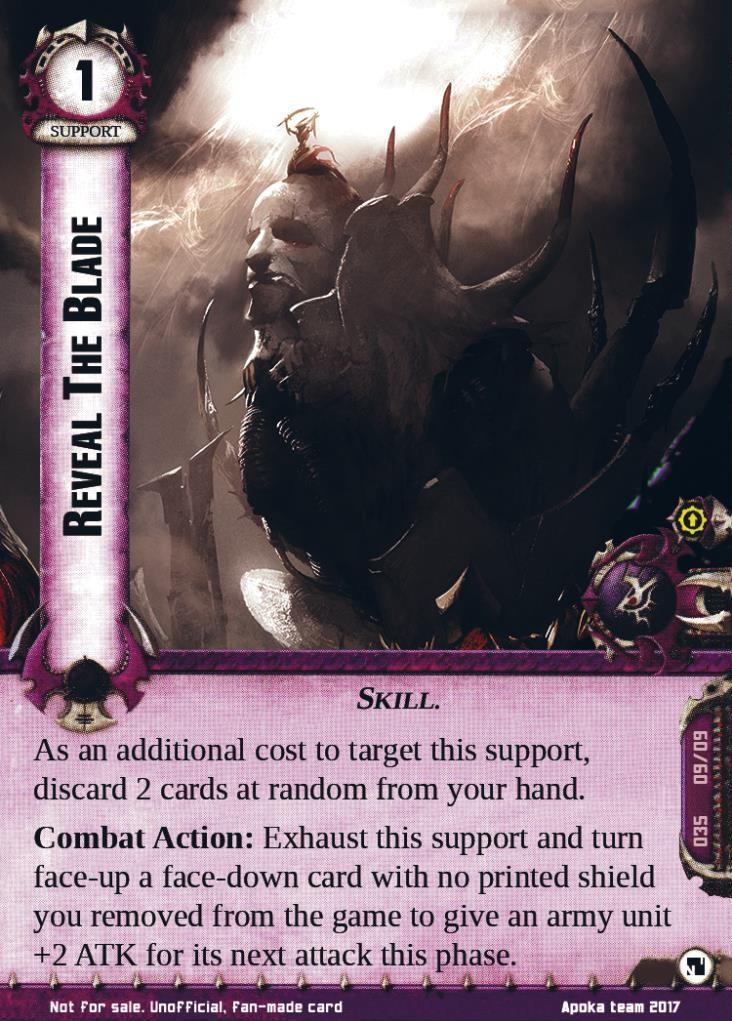 1
SUPPORT
REVEAL THE BLADE
SKILL.
As an additional cost to target this support,
discard 2 cards at random from your hand.
Combat Action: Exhaust this support and turn
face-up a face-down card with no printed shield
you removed from the game to give an army unit
+2 ATK for its next attack this phase.
035 09/09
Not for sale. Unofficial, Fan-made card
Apoka team 2017